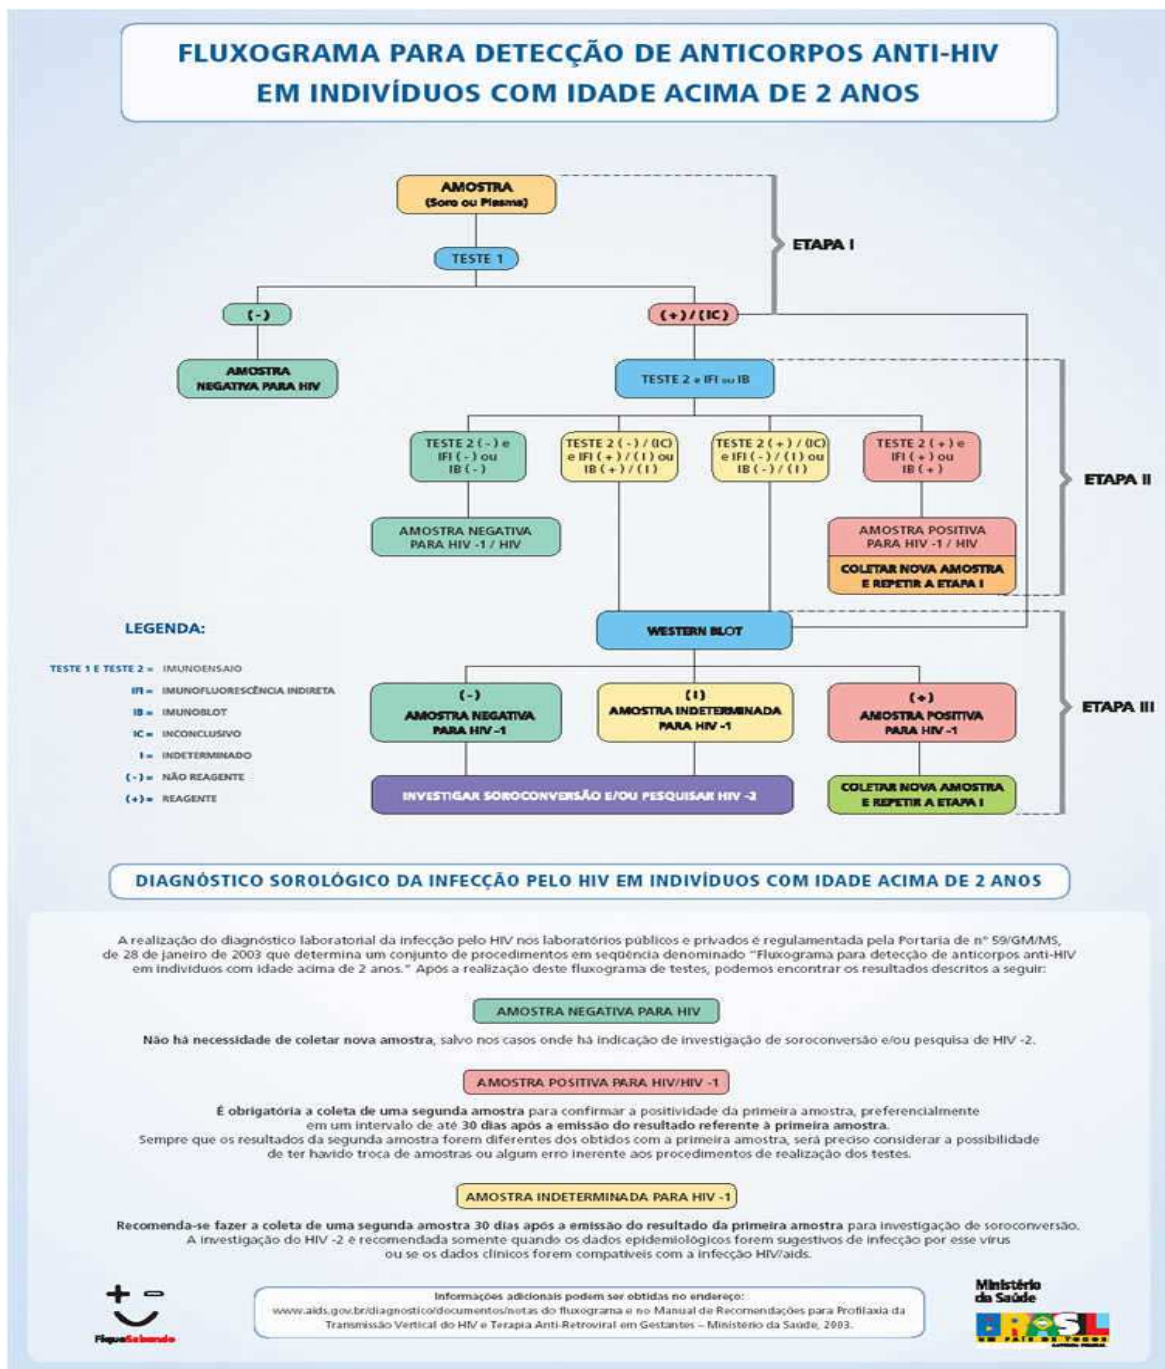 FLUXOGRAMA PARA DETECÇÃO DE ANTICORPOS ANTI-HIV
EM INDIVÍDUOS COM IDADE ACIMA DE 2 ANOS
AMOSTRA
(Soro ou Plasma)
ETAPA I
TESTE 1
(-)
(+)/(IC)
AMOSTRA
NEGATIVA PARA HIV
TESTE 2 e IFI ou IB
TESTE 2 (-) e
IFI (-) ou
IB (-)
TESTE 2 (-) / (IC)
e IFI (+) / (I) ou
IB (+) / (I)
TESTE 2 (+) / (IC)
e IFI (-) / (I) ou
IB (-) / (I)
TESTE 2 (+) e
IFI (+) ou
IB (+)
ETAPA II
AMOSTRA NEGATIVA
PARA HIV -1 / HIV
AMOSTRA POSITIVA
PARA HIV -1 / HIV
COLETAR NOVA AMOSTRA
E REPETIR A ETAPA I
WESTERN BLOT
(-)
AMOSTRA NEGATIVA
PARA HIV -1
(I)
AMOSTRA INDETERMINADA
PARA HIV -1
(+)
AMOSTRA POSITIVA
PARA HIV -1
ETAPA III
INVESTIGAR SOROCONVERSÃO E/OU PESQUISAR HIV -2
COLETAR NOVA AMOSTRA
E REPETIR A ETAPA I
LEGENDA:
TESTE 1 E TESTE 2 = IMUNOENSAIO
IFI = IMUNOFLUORESCÊNCIA INDIRETA
IB = IMUNOBLOT
IC = INCONCLUSIVO
I = INDETERMINADO
(-) = NÃO REAGENTE
(+) = REAGENTE
DIAGNÓSTICO SOROLÓGICO DA INFECÇÃO PELO HIV EM INDIVÍDUOS COM IDADE ACIMA DE 2 ANOS
A realização do diagnóstico laboratorial da infecção pelo HIV nos laboratórios públicos e privados é regulamentada pela Portaria de nº 59/GM/MS,
de 28 de janeiro de 2003 que determina um conjunto de procedimentos em seqüência denominado "Fluxograma para detecção de anticorpos anti-HIV
em indivíduos com idade acima de 2 anos." Após a realização deste fluxograma de testes, podemos encontrar os resultados descritos a seguir:
AMOSTRA NEGATIVA PARA HIV
Não há necessidade de coletar nova amostra, salvo nos casos onde há indicação de investigação de soroconversão e/ou pesquisa de HIV -2.
AMOSTRA POSITIVA PARA HIV/HIV -1
É obrigatória a coleta de uma segunda amostra para confirmar a positividade da primeira amostra, preferencialmente
em um intervalo de até 30 dias após a emissão do resultado referente à primeira amostra.
Sempre que os resultados da segunda amostra forem diferentes dos obtidos com a primeira amostra, será preciso considerar a possibilidade
de ter havido troca de amostras ou algum erro inerente aos procedimentos de realização dos testes.
AMOSTRA INDETERMINADA PARA HIV -1
Recomenda-se fazer a coleta de uma segunda amostra 30 dias após a emissão do resultado da primeira amostra para investigação de soroconversão.
A investigação do HIV -2 é recomendada somente quando os dados epidemiológicos forem sugestivos de infecção por esse vírus
ou se os dados clínicos forem compatíveis com a infecção HIV/aids.
FiqueSabendo
Informações adicionais podem ser obtidas no endereço:
www.aids.gov.br/diagnostico/documentos/notas do fluxograma e no Manual de Recomendações para Profilaxia da
Transmissão Vertical do HIV e Terapia Anti-Retroviral em Gestantes – Ministério da Saúde, 2003.
Ministério
da Saúde
BRASIL
UM PAÍS DE TODOS
GOVERNO FEDERAL